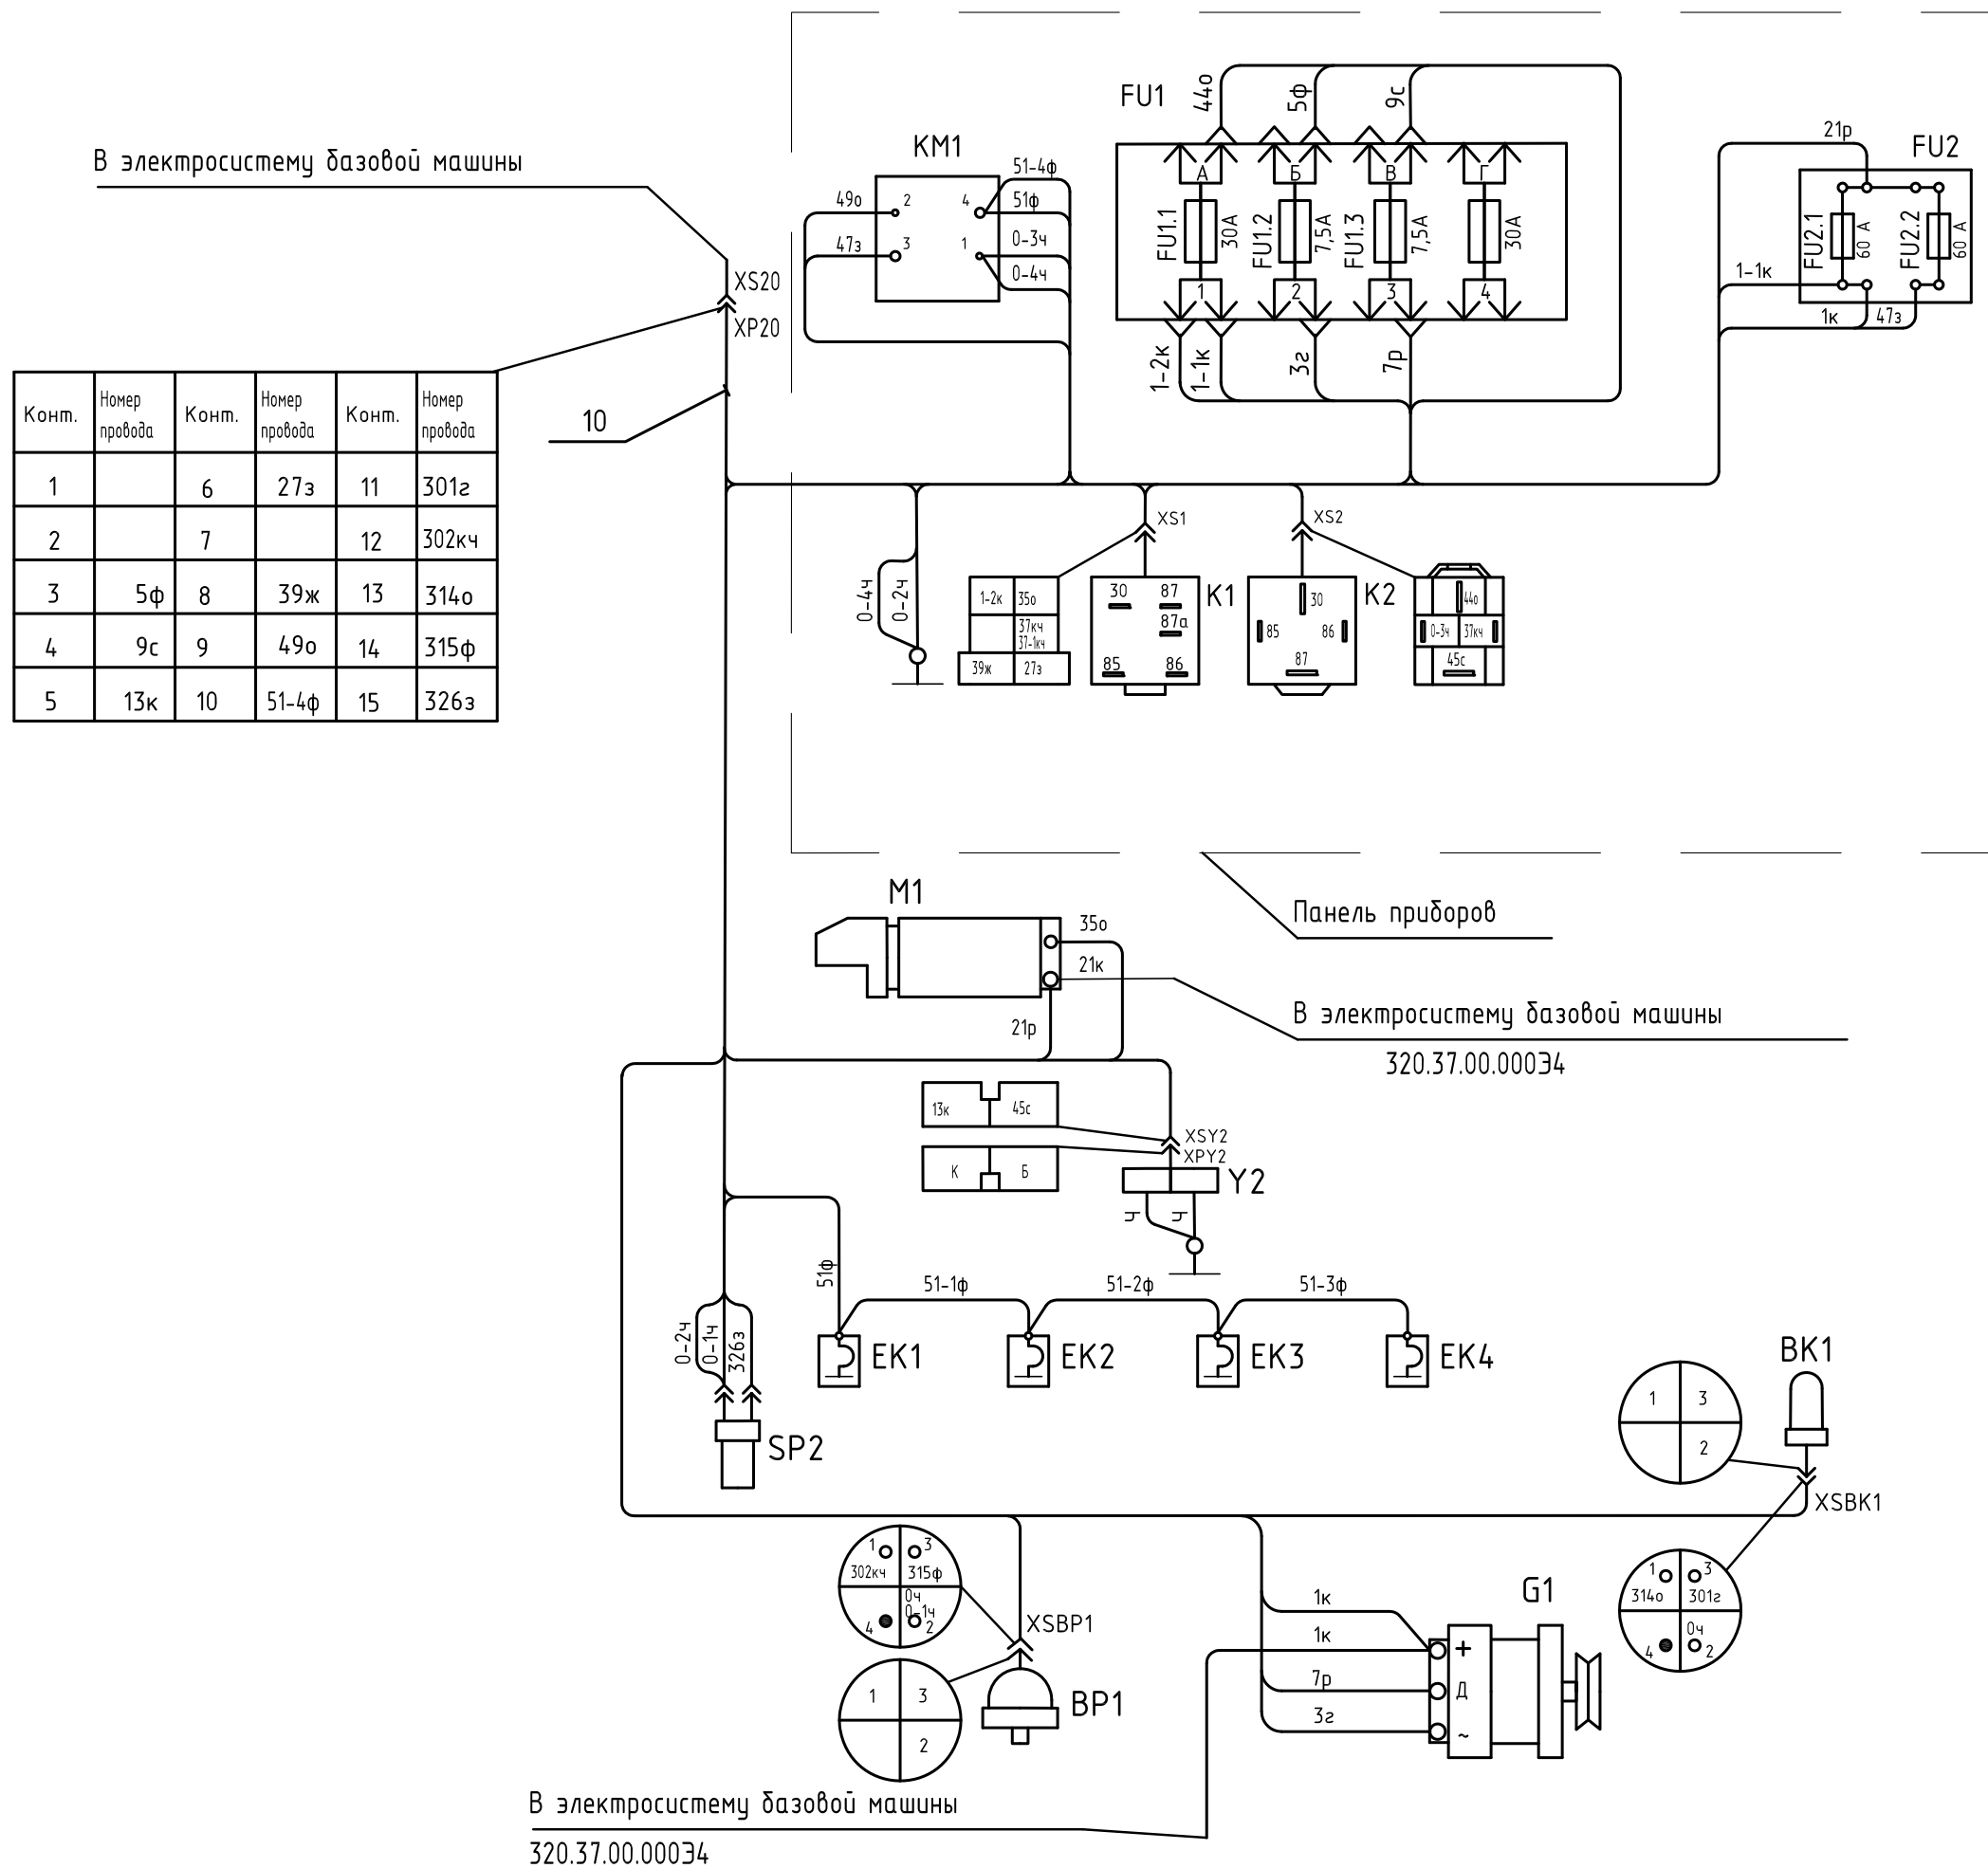 В электросистему базовой машины
XS20
XP20
10
Конт.
Номер провода
Конт.
Номер провода
Конт.
Номер провода
1 6 27з 11 301г
2 7 12 302кч
3 5ф 8 39ж 13 314о
4 9с 9 49о 14 315ф
5 13к 10 51-4ф 15 326з
KM1
49о
47з
2
3
4
1
51-4ф
51ф
0-3ч
0-4ч
FU1
44о
5ф
9с
А
Б
В
Г
FU1.1
30А
FU1.2
7,5А
FU1.3
7,5А
30А
1
2
3
4
1-2к
1-1к
3г
7р
21р
FU2
FU2.1
60 А
FU2.2
60 А
1-1к
1к
47з
0-4ч
0-2ч
XS1
1-2к
35о
37кч
37-1кч
39ж
27з
30
87
87а
85
86
K1
XS2
30
85
86
87
K2
44о
0-3ч
37кч
45с
Панель приборов
M1
35о
21к
21р
В электросистему базовой машины
320.37.00.000Э4
13к
45с
К
Б
XSY2
XPY2
Y2
Ч
Ч
51ф
51-1ф
51-2ф
51-3ф
EK1
EK2
EK3
EK4
0-2ч
0-1ч
326з
SP2
BK1
1
3
2
XSBK1
1
3
314о
301г
0ч
4
2
1
3
302кч
315ф
0ч
0-1ч
4
2
XSBP1
1
3
2
BP1
G1
1к
1к
7р
3г
+
Д
~
В электросистему базовой машины
320.37.00.000Э4